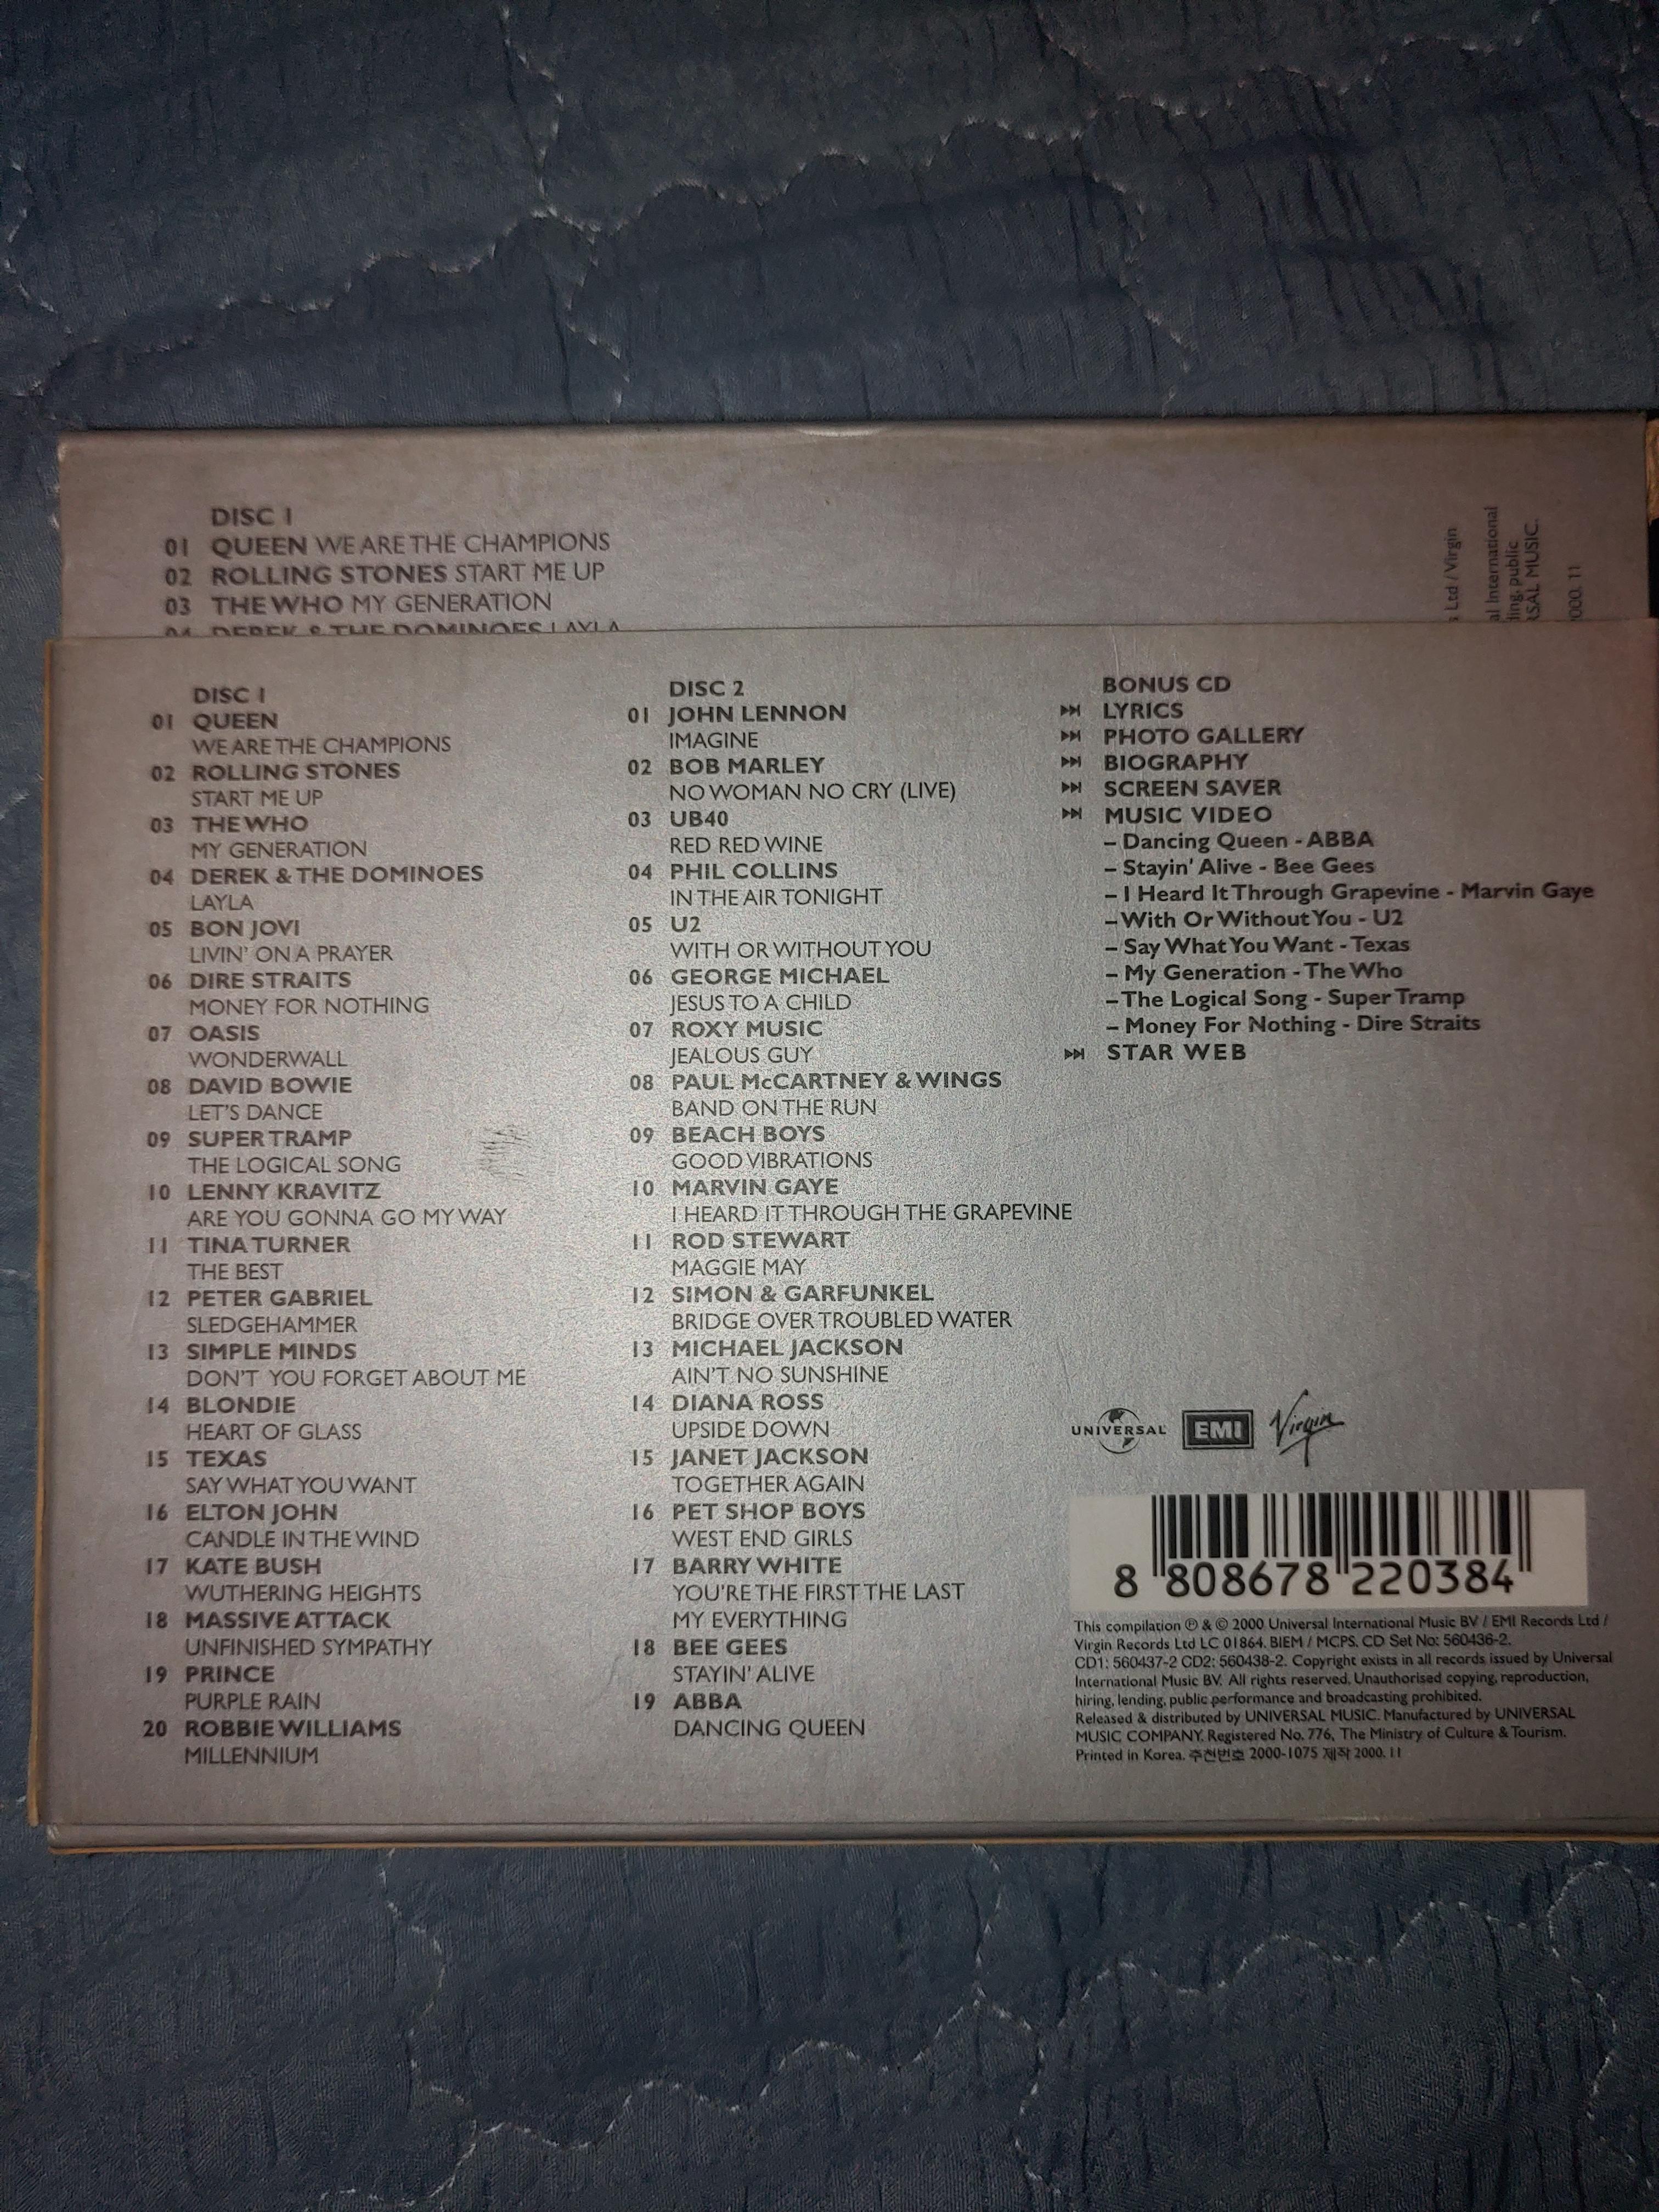 DISC 1
01 QUEEN WE ARE THE CHAMPIONS
02 ROLLING STONES START ME UP
03 THE WHO MY GENERATION
04 DEREK & THE DOMINOES LAYLA
s Ltd / Virgin
al International
ding, public
RSAL MUSIC.
000. 11
DISC 1
01 QUEEN
WE ARE THE CHAMPIONS
02 ROLLING STONES
START ME UP
03 THE WHO
MY GENERATION
04 DEREK & THE DOMINOES
LAYLA
05 BON JOVI
LIVIN' ON A PRAYER
06 DIRE STRAITS
MONEY FOR NOTHING
07 OASIS
WONDERWALL
08 DAVID BOWIE
LET'S DANCE
09 SUPER TRAMP
THE LOGICAL SONG
10 LENNY KRAVITZ
ARE YOU GONNA GO MY WAY
11 TINA TURNER
THE BEST
12 PETER GABRIEL
SLEDGEHAMMER
13 SIMPLE MINDS
DON'T YOU FORGET ABOUT ME
14 BLONDIE
HEART OF GLASS
15 TEXAS
SAY WHAT YOU WANT
16 ELTON JOHN
CANDLE IN THE WIND
17 KATE BUSH
WUTHERING HEIGHTS
18 MASSIVE ATTACK
UNFINISHED SYMPATHY
19 PRINCE
PURPLE RAIN
20 ROBBIE WILLIAMS
MILLENNIUM
DISC 2
01 JOHN LENNON
IMAGINE
02 BOB MARLEY
NO WOMAN NO CRY (LIVE)
03 UB40
RED RED WINE
04 PHIL COLLINS
IN THE AIR TONIGHT
05 U2
WITH OR WITHOUT YOU
06 GEORGE MICHAEL
JESUS TO A CHILD
07 ROXY MUSIC
JEALOUS GUY
08 PAUL McCARTNEY & WINGS
BAND ON THE RUN
09 BEACH BOYS
GOOD VIBRATIONS
10 MARVIN GAYE
I HEARD IT THROUGH THE GRAPEVINE
11 ROD STEWART
MAGGIE MAY
12 SIMON & GARFUNKEL
BRIDGE OVER TROUBLED WATER
13 MICHAEL JACKSON
AIN'T NO SUNSHINE
14 DIANA ROSS
UPSIDE DOWN
15 JANET JACKSON
TOGETHER AGAIN
16 PET SHOP BOYS
WEST END GIRLS
17 BARRY WHITE
YOU'RE THE FIRST THE LAST
MY EVERYTHING
18 BEE GEES
STAYIN' ALIVE
19 ABBA
DANCING QUEEN
BONUS CD
LYRICS
PHOTO GALLERY
BIOGRAPHY
SCREEN SAVER
MUSIC VIDEO
– Dancing Queen - ABBA
– Stayin' Alive - Bee Gees
– I Heard It Through Grapevine - Marvin Gaye
– With Or Without You - U2
– Say What You Want - Texas
– My Generation - The Who
– The Logical Song - Super Tramp
– Money For Nothing - Dire Straits
STAR WEB
UNIVERSAL EMI Virgin
8 808678 220384
This compilation ℗ & © 2000 Universal International Music BV / EMI Records Ltd /
Virgin Records Ltd LC 01864. BIEM / MCPS. CD Set No: 560436-2.
CD1: 560437-2 CD2: 560438-2. Copyright exists in all records issued by Universal
International Music BV. All rights reserved. Unauthorised copying, reproduction,
hiring, lending, public performance and broadcasting prohibited.
Released & distributed by UNIVERSAL MUSIC. Manufactured by UNIVERSAL
MUSIC COMPANY. Registered No. 776, The Ministry of Culture & Tourism.
Printed in Korea. 추천번호 2000-1075 제작 2000. 11